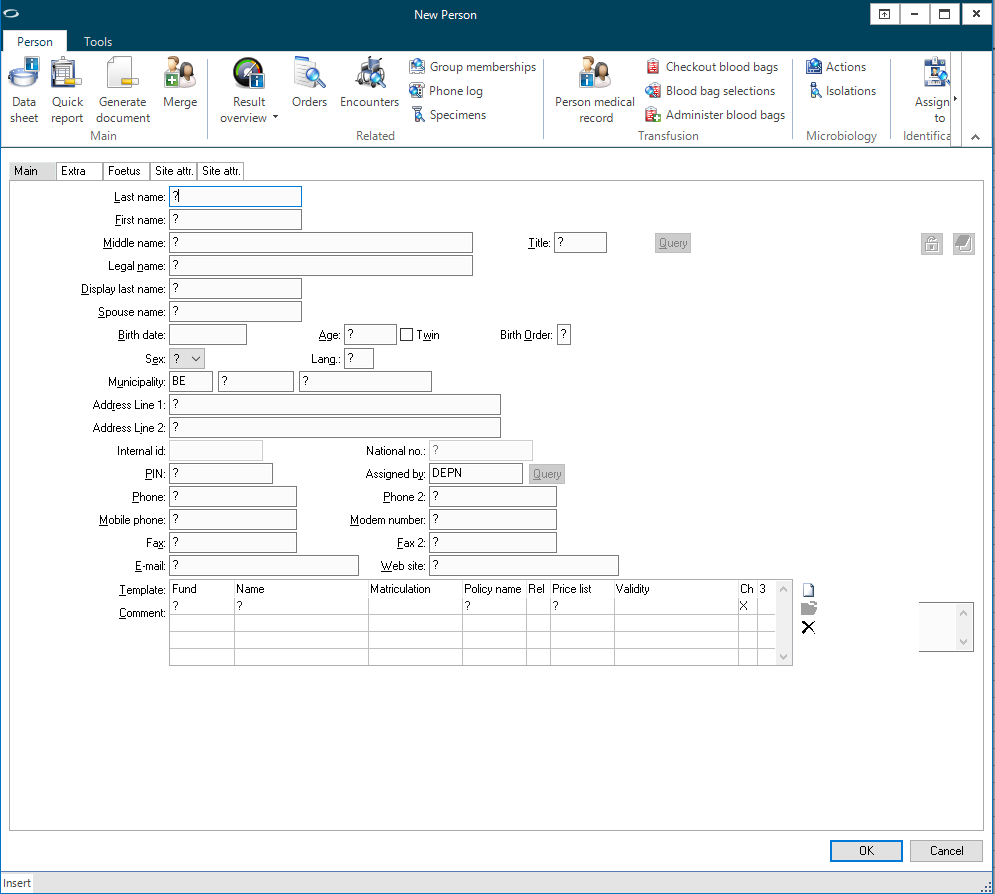 New Person
Person Tools
Data sheet
Quick report
Generate document
Merge
Main
Result overview
Orders
Encounters
Group memberships
Phone log
Specimens
Related
Person medical record
Checkout blood bags
Blood bag selections
Administer blood bags
Transfusion
Actions
Isolations
Microbiology
Assign to
Identifica
Main Extra Foetus Site attr. Site attr.
Last name: ?
First name: ?
Middle name: ? Title: ? Query
Legal name: ?
Display last name: ?
Spouse name: ?
Birth date: Age: ? Twin Birth Order: ?
Sex: ? Lang.: ?
Municipality: BE ? ?
Address Line 1: ?
Address Line 2: ?
Internal id: National no.: ?
PIN: ? Assigned by: DEPN Query
Phone: ? Phone 2: ?
Mobile phone: ? Modem number: ?
Fax: ? Fax 2: ?
E-mail: ? Web site: ?
Template: Fund Name Matriculation Policy name Rel Price list Validity Ch 3
? ? ? ? X
Comment:
OK Cancel
Insert